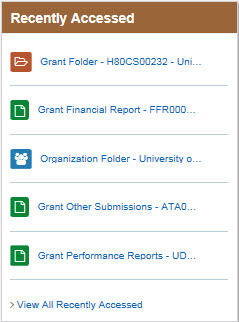 Recently Accessed
Grant Folder - H80CS00232 - Uni...
Grant Financial Report - FFR000...
Organization Folder - University o...
Grant Other Submissions - ATA0...
Grant Performance Reports - UD...
> View All Recently Accessed